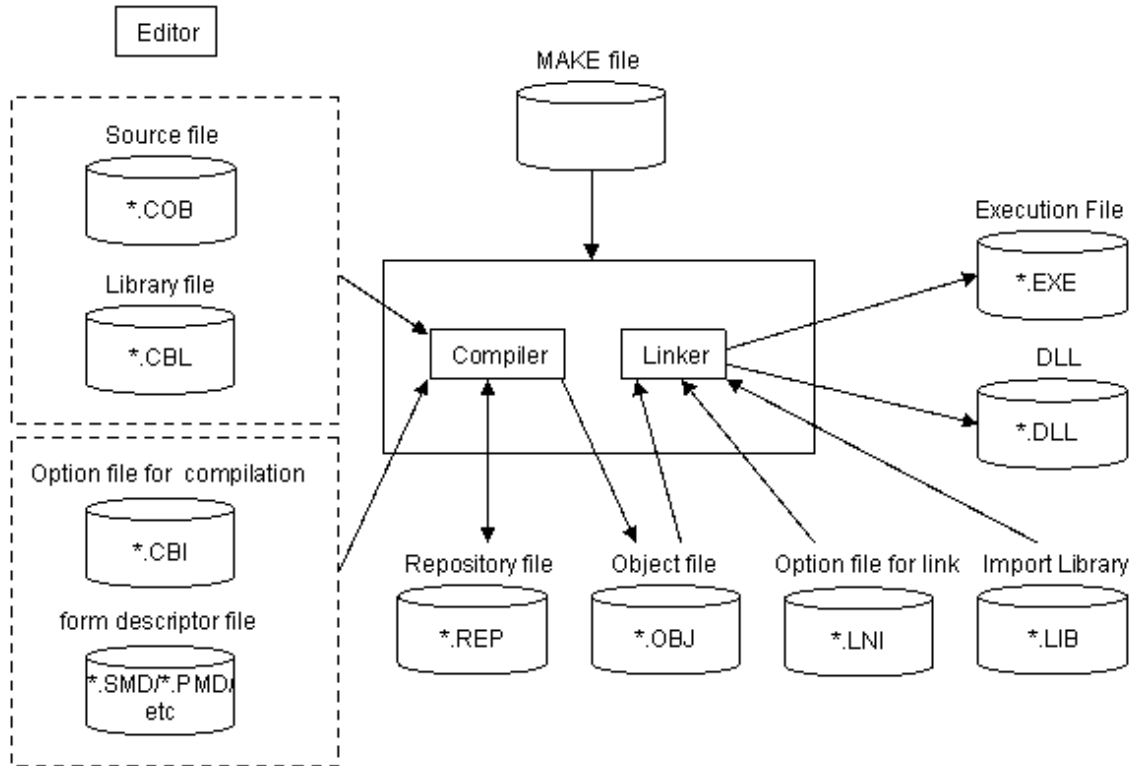 Editor
MAKE file
Source file
*.COB
Library file
*.CBL
Option file for compilation
*.CBI
form descriptor file
*.SMD/*.PMD/
etc
Compiler
Linker
Execution File
*.EXE
DLL
*.DLL
Repository file
*.REP
Object file
*.OBJ
Option file for link
*.LNI
Import Library
*.LIB